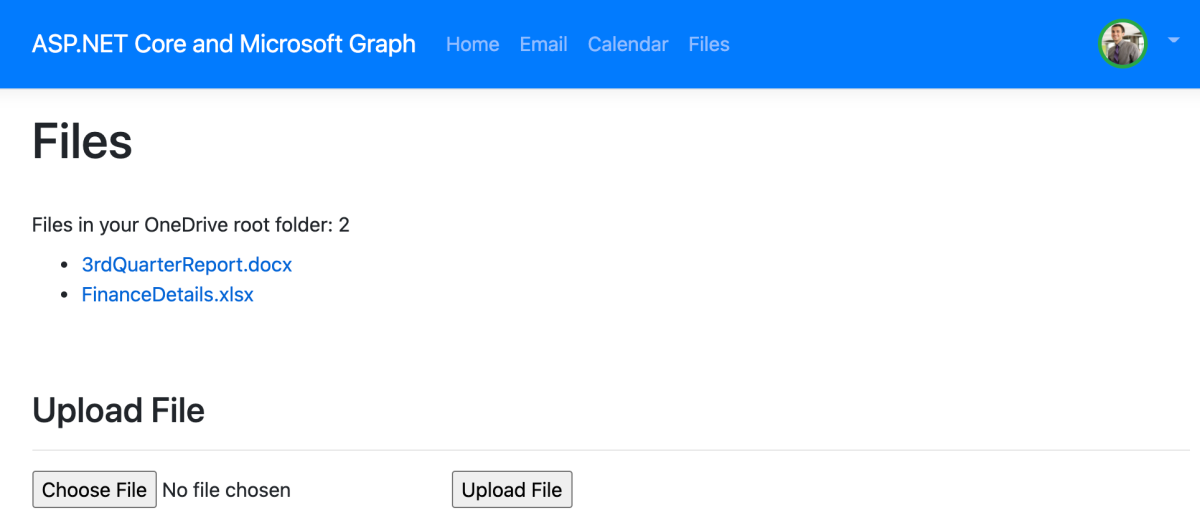 ASP.NET Core and Microsoft Graph Home Email Calendar Files
Files
Files in your OneDrive root folder: 2
• 3rdQuarterReport.docx
• FinanceDetails.xlsx
Upload File
Choose File No file chosen Upload File